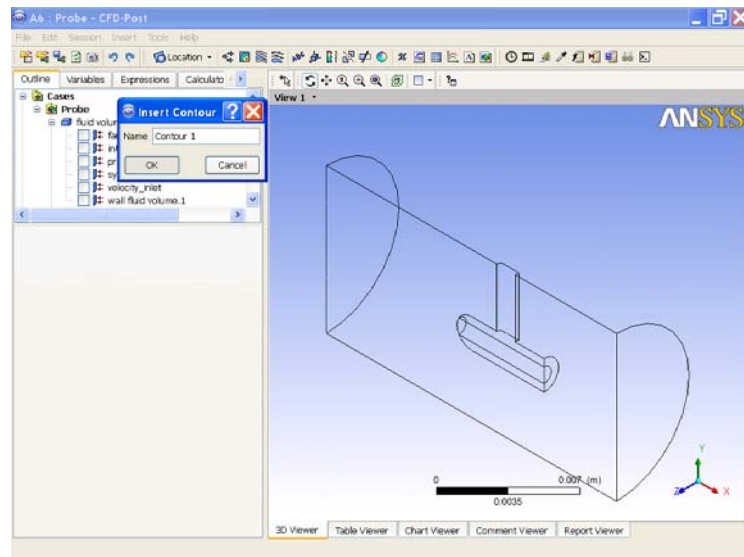 A6 : Probe - CFD-Post
File Edit Session Insert Tools Help
Location
Outline Variables Expressions Calculato
View 1
Cases
Probe
fluid volum
Insert Contour
Name Contour 1
OK Cancel
velocity_inlet
wall fluid volume.1
ANSYS
Y
X
Z
0 0.007 (m)
0.0035
3D Viewer Table Viewer Chart Viewer Comment Viewer Report Viewer